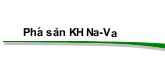 Phá sản KH Na-Va